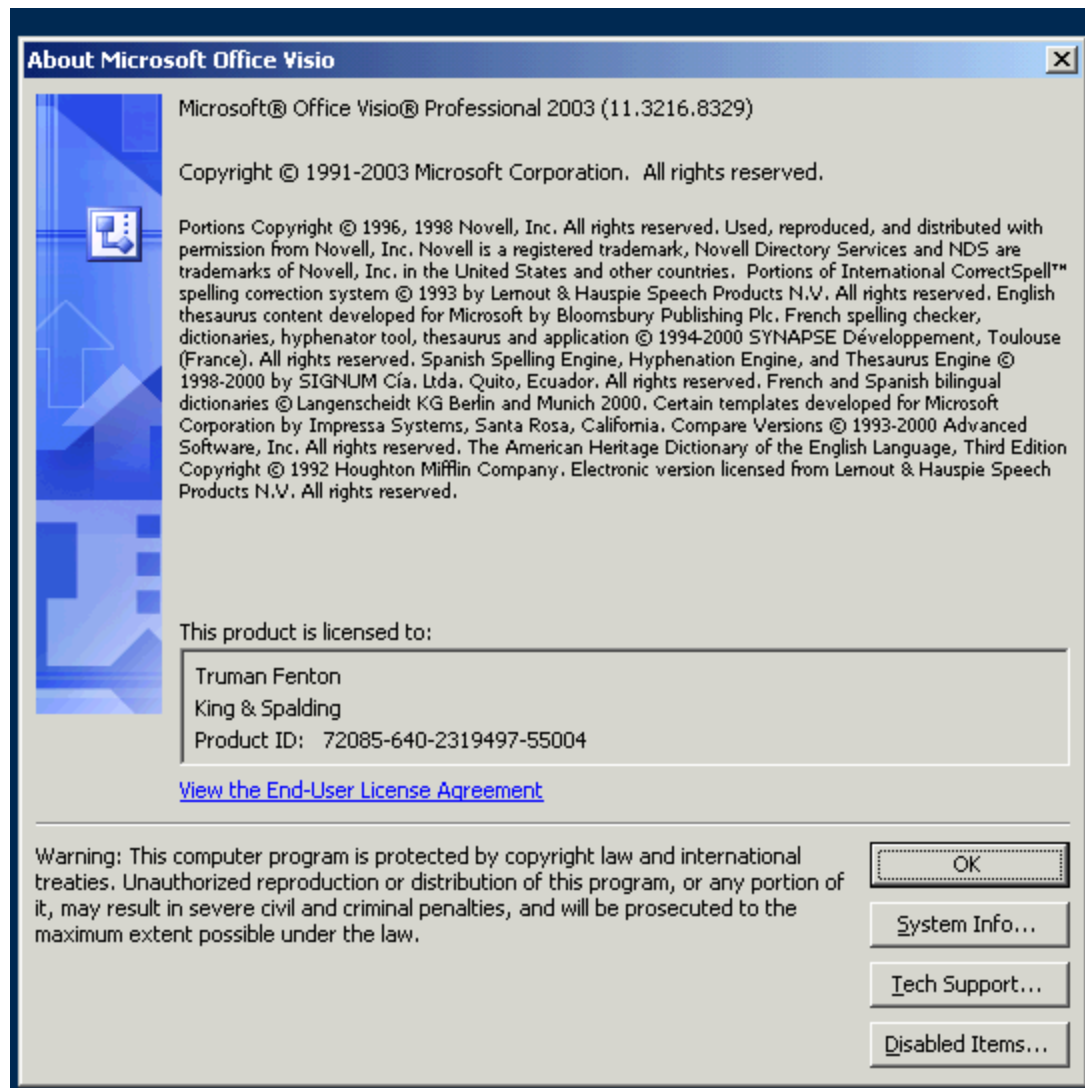 About Microsoft Office Visio
Microsoft® Office Visio® Professional 2003 (11.3216.8329)
Copyright © 1991-2003 Microsoft Corporation.  All rights reserved.
Portions Copyright © 1996, 1998 Novell, Inc. All rights reserved. Used, reproduced, and distributed with
permission from Novell, Inc. Novell is a registered trademark, Novell Directory Services and NDS are
trademarks of Novell, Inc. in the United States and other countries.  Portions of International CorrectSpell™
spelling correction system © 1993 by Lernout & Hauspie Speech Products N.V. All rights reserved. English
thesaurus content developed for Microsoft by Bloomsbury Publishing Plc. French spelling checker,
dictionaries, hyphenator tool, thesaurus and application © 1994-2000 SYNAPSE Développement, Toulouse
(France). All rights reserved. Spanish Spelling Engine, Hyphenation Engine, and Thesaurus Engine ©
1998-2000 by SIGNUM Cía. Ltda. Quito, Ecuador. All rights reserved. French and Spanish bilingual
dictionaries © Langenscheidt KG Berlin and Munich 2000. Certain templates developed for Microsoft
Corporation by Impressa Systems, Santa Rosa, California. Compare Versions © 1993-2000 Advanced
Software, Inc. All rights reserved. The American Heritage Dictionary of the English Language, Third Edition
Copyright © 1992 Houghton Mifflin Company. Electronic version licensed from Lernout & Hauspie Speech
Products N.V. All rights reserved.
This product is licensed to:
Truman Fenton
King & Spalding
Product ID:   72085-640-2319497-55004
View the End-User License Agreement
Warning: This computer program is protected by copyright law and international
treaties. Unauthorized reproduction or distribution of this program, or any portion of
it, may result in severe civil and criminal penalties, and will be prosecuted to the
maximum extent possible under the law.
OK
System Info...
Tech Support...
Disabled Items...